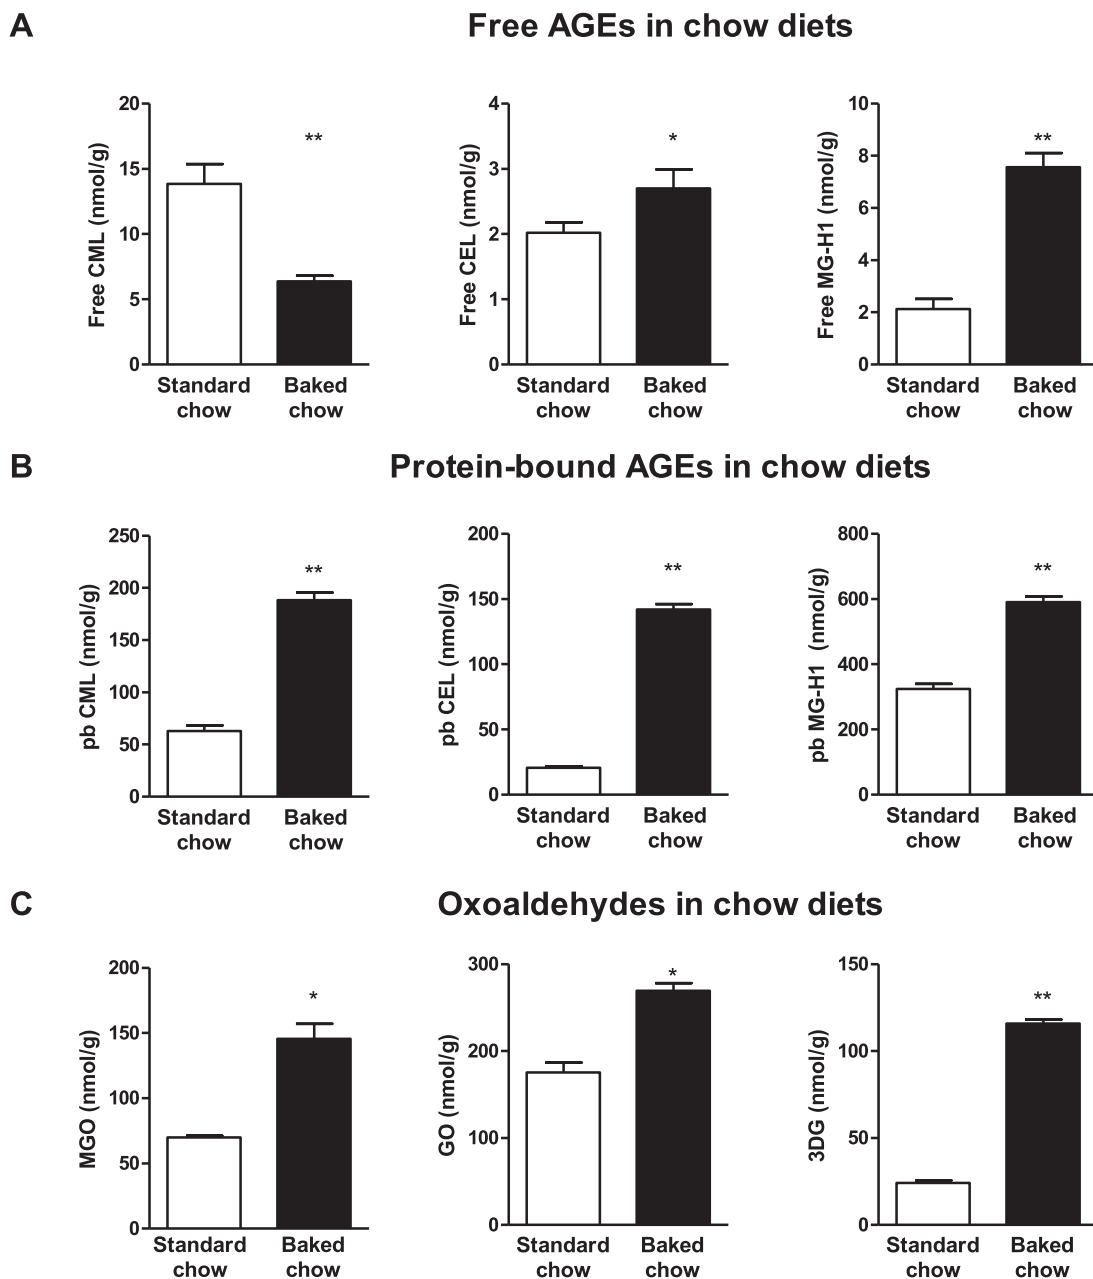 A
Free AGEs in chow diets
Free CML (nmol/g)
20
15
10
5
0
**
Standard
chow
Baked
chow
Free CEL (nmol/g)
4
3
2
1
0
*
Standard
chow
Baked
chow
Free MG-H1 (nmol/g)
10
8
6
4
2
0
**
Standard
chow
Baked
chow
B
Protein-bound AGEs in chow diets
pb CML (nmol/g)
250
200
150
100
50
0
**
Standard
chow
Baked
chow
pb CEL (nmol/g)
200
150
100
50
0
**
Standard
chow
Baked
chow
pb MG-H1 (nmol/g)
800
600
400
200
0
**
Standard
chow
Baked
chow
C
Oxoaldehydes in chow diets
MGO (nmol/g)
200
150
100
50
0
*
Standard
chow
Baked
chow
GO (nmol/g)
300
200
100
0
*
Standard
chow
Baked
chow
3DG (nmol/g)
150
100
50
0
**
Standard
chow
Baked
chow